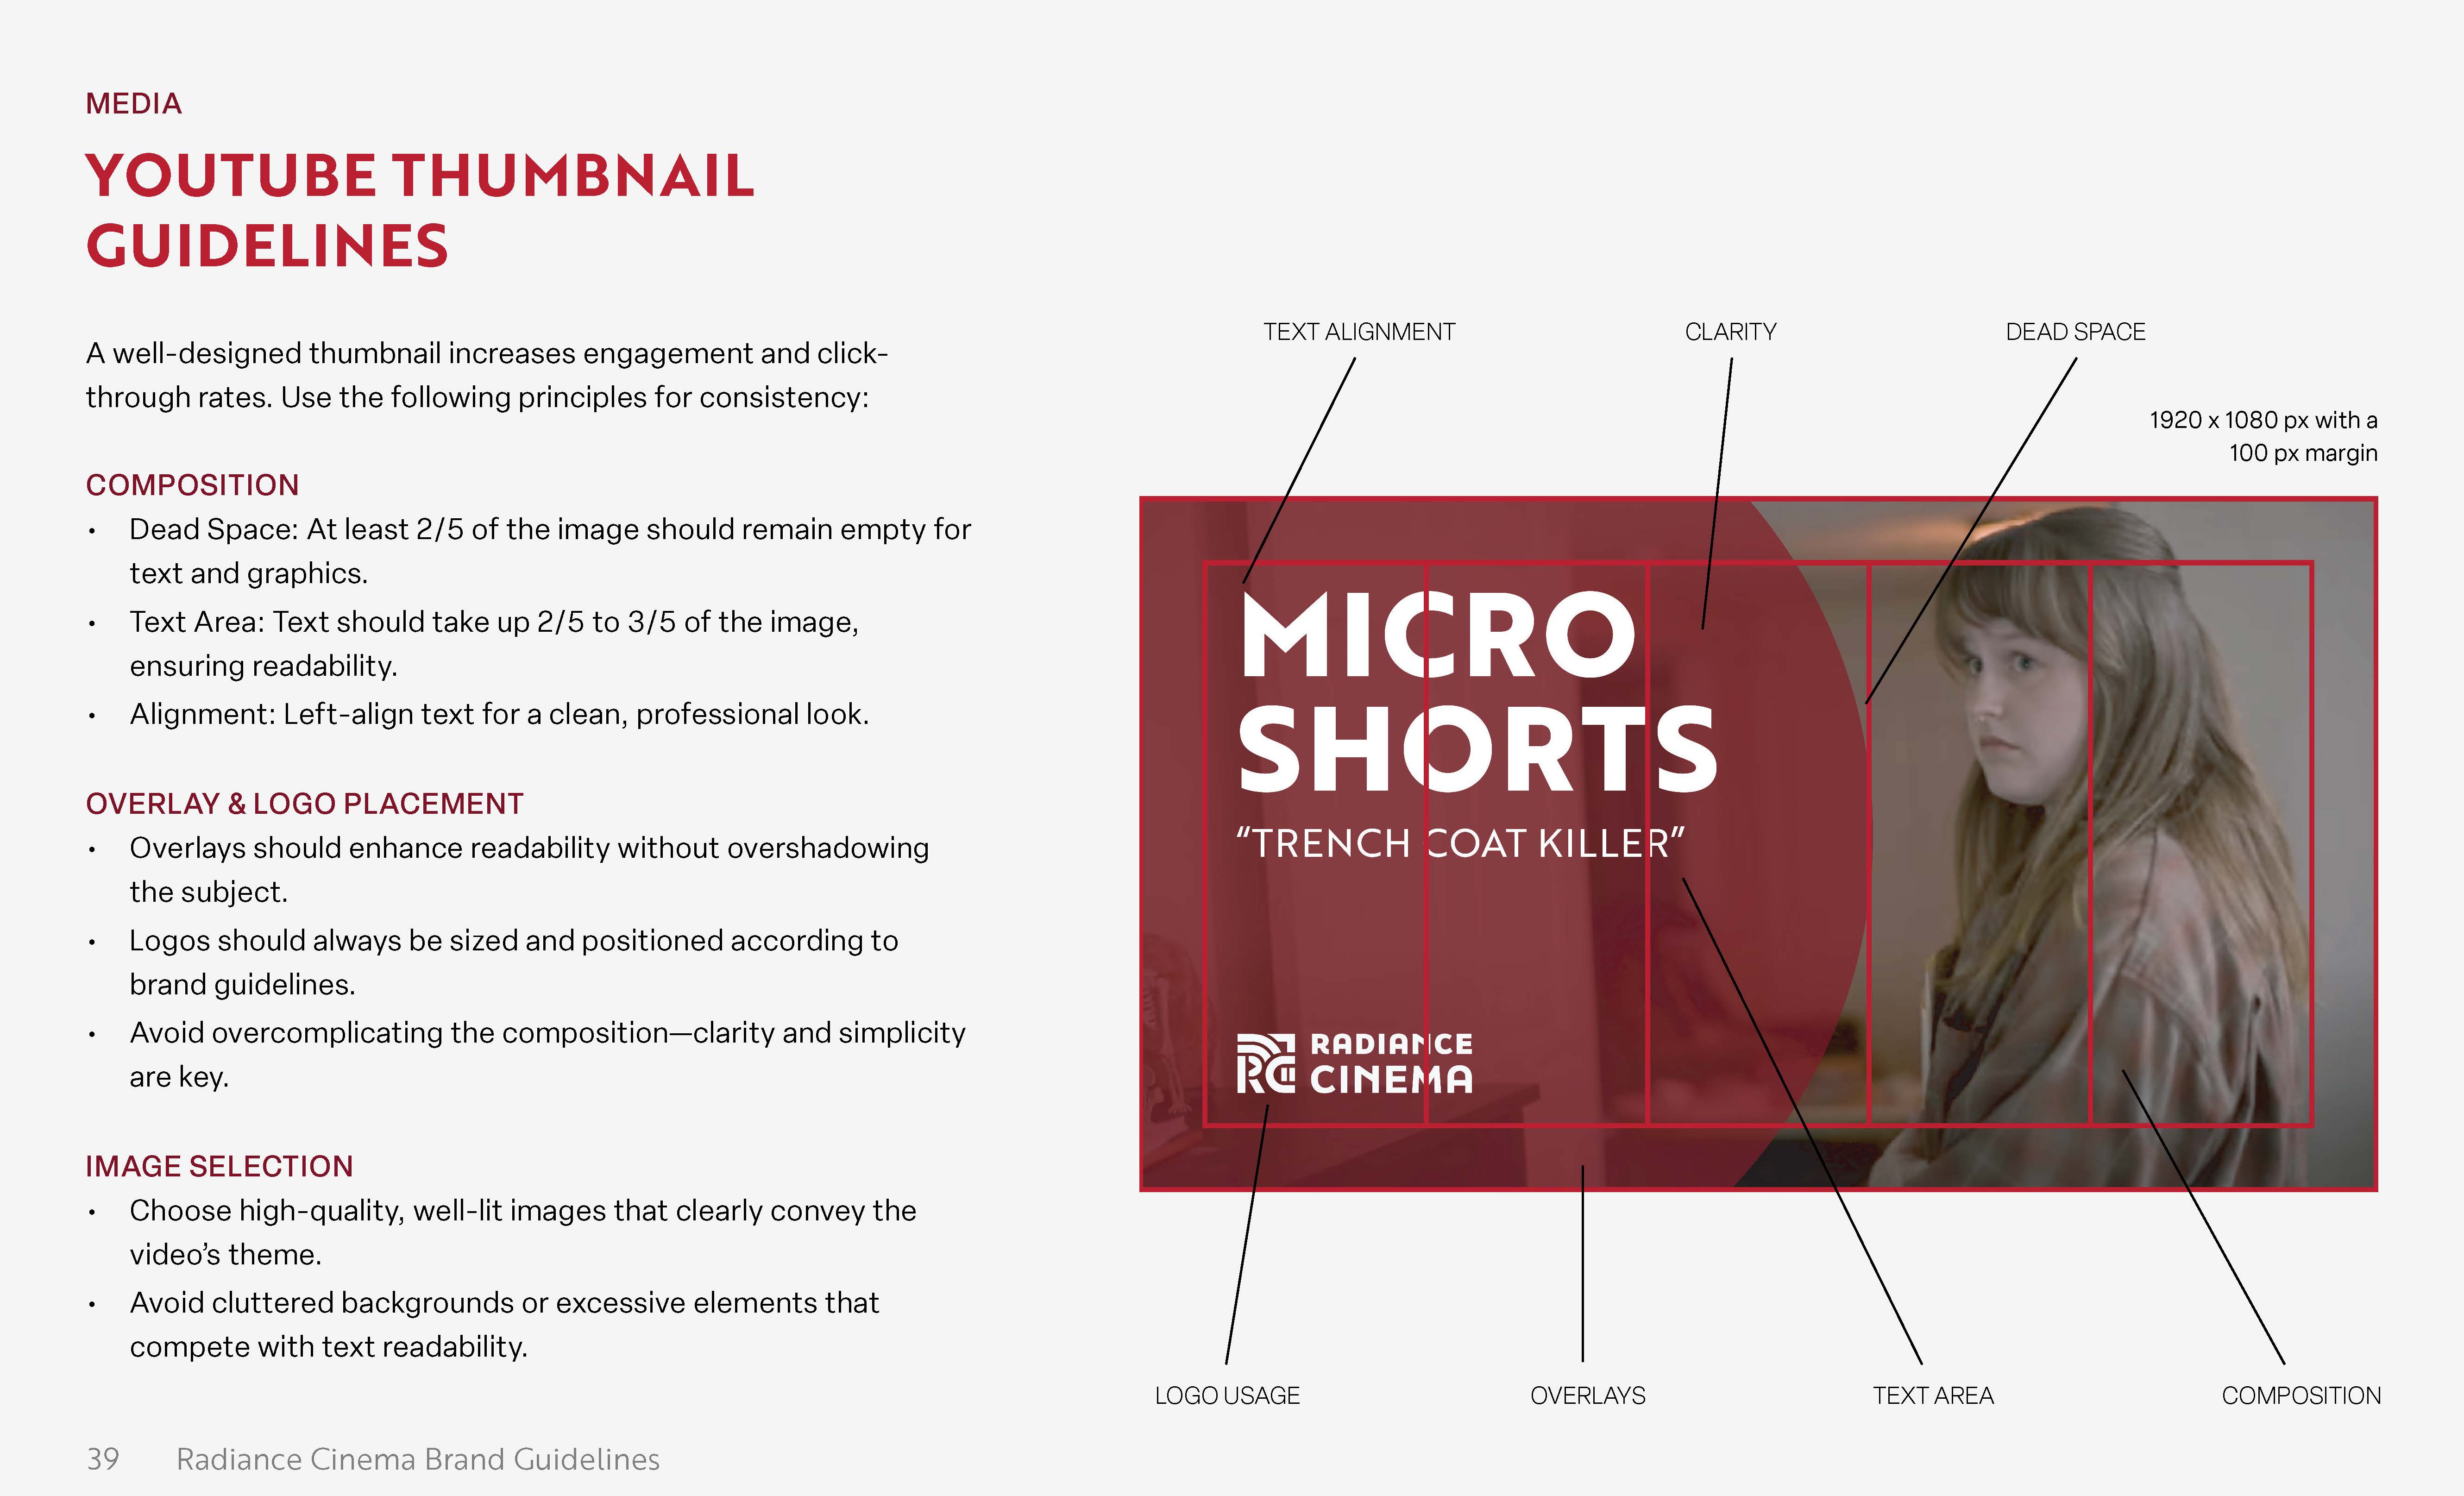 MEDIA
YOUTUBE THUMBNAIL
GUIDELINES
A well-designed thumbnail increases engagement and click-
through rates. Use the following principles for consistency:
COMPOSITION
• Dead Space: At least 2/5 of the image should remain empty for
text and graphics.
• Text Area: Text should take up 2/5 to 3/5 of the image,
ensuring readability.
• Alignment: Left-align text for a clean, professional look.
OVERLAY & LOGO PLACEMENT
• Overlays should enhance readability without overshadowing
the subject.
• Logos should always be sized and positioned according to
brand guidelines.
• Avoid overcomplicating the composition—clarity and simplicity
are key.
IMAGE SELECTION
• Choose high-quality, well-lit images that clearly convey the
video’s theme.
• Avoid cluttered backgrounds or excessive elements that
compete with text readability.
TEXT ALIGNMENT
CLARITY
DEAD SPACE
1920 x 1080 px with a
100 px margin
MICRO
SHORTS
“TRENCH COAT KILLER”
RC
RADIANCE
CINEMA
LOGO USAGE
OVERLAYS
TEXT AREA
COMPOSITION
39 Radiance Cinema Brand Guidelines